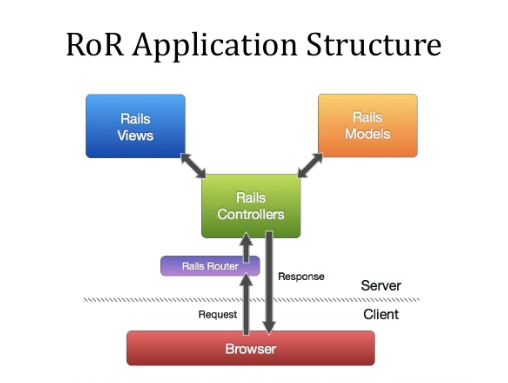 RoR Application Structure
Rails
Views
Rails
Models
Rails
Controllers
Rails Router
Response
Server
Request
Client
Browser